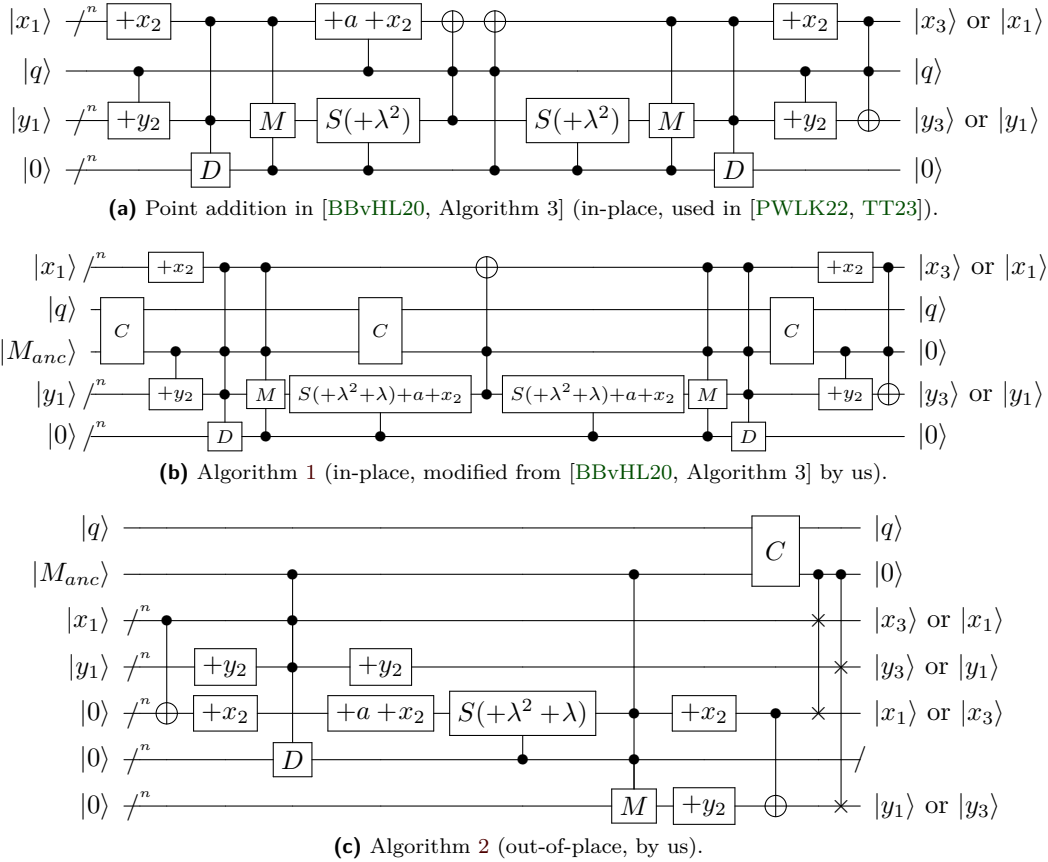 |x₁⟩ /ⁿ +x₂ +a +x₂ +x₂ |x₃⟩ or |x₁⟩
|q⟩ |q⟩
|y₁⟩ /ⁿ +y₂ M S(+λ²) S(+λ²) M +y₂ |y₃⟩ or |y₁⟩
|0⟩ /ⁿ D D |0⟩
(a) Point addition in [BBvHL20, Algorithm 3] (in-place, used in [PWLK22, TT23]).
|x₁⟩ /ⁿ +x₂ +x₂ |x₃⟩ or |x₁⟩
|q⟩ C C C |q⟩
|M_anc⟩ |0⟩
|y₁⟩ /ⁿ +y₂ M S(+λ²+λ)+a+x₂ S(+λ²+λ)+a+x₂ M +y₂ |y₃⟩ or |y₁⟩
|0⟩ /ⁿ D D |0⟩
(b) Algorithm 1 (in-place, modified from [BBvHL20, Algorithm 3] by us).
|q⟩ C |q⟩
|M_anc⟩ |0⟩
|x₁⟩ /ⁿ |x₃⟩ or |x₁⟩
|y₁⟩ /ⁿ +y₂ +y₂ |y₃⟩ or |y₁⟩
|0⟩ /ⁿ +x₂ +a +x₂ S(+λ² +λ) +x₂ |x₁⟩ or |x₃⟩
|0⟩ /ⁿ D
|0⟩ /ⁿ M +y₂ |y₁⟩ or |y₃⟩
(c) Algorithm 2 (out-of-place, by us).